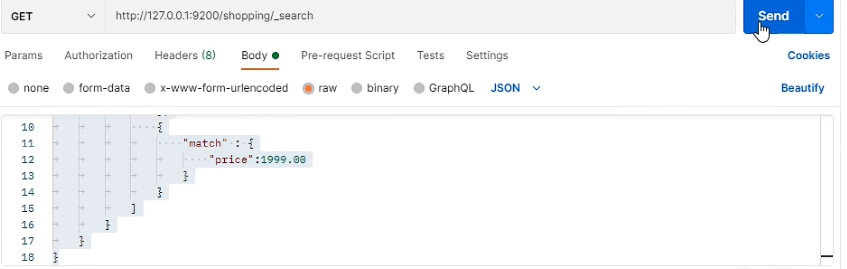 GET http://127.0.0.1:9200/shopping/_search Send
Params Authorization Headers (8) Body Pre-request Script Tests Settings Cookies
none form-data x-www-form-urlencoded raw binary GraphQL JSON Beautify
10 {
11 "match" : {
12 "price":1999.00
13 }
14 }
15 ]
16 }
17 }
18 }